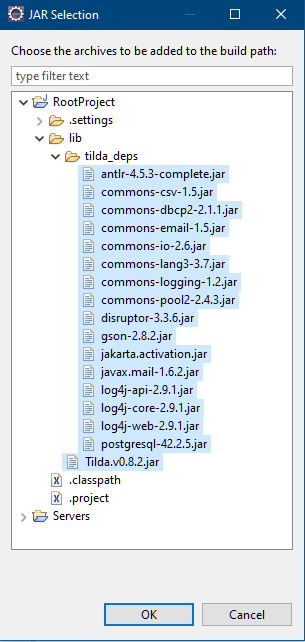 JAR Selection
Choose the archives to be added to the build path:
type filter text
RootProject
.settings
lib
tilda_deps
antlr-4.5.3-complete.jar
commons-csv-1.5.jar
commons-dbcp2-2.1.1.jar
commons-email-1.5.jar
commons-io-2.6.jar
commons-lang3-3.7.jar
commons-logging-1.2.jar
commons-pool2-2.4.3.jar
disruptor-3.3.6.jar
gson-2.8.2.jar
jakarta.activation.jar
javax.mail-1.6.2.jar
log4j-api-2.9.1.jar
log4j-core-2.9.1.jar
log4j-web-2.9.1.jar
postgresql-42.2.5.jar
Tilda.v0.8.2.jar
.classpath
.project
Servers
OK
Cancel